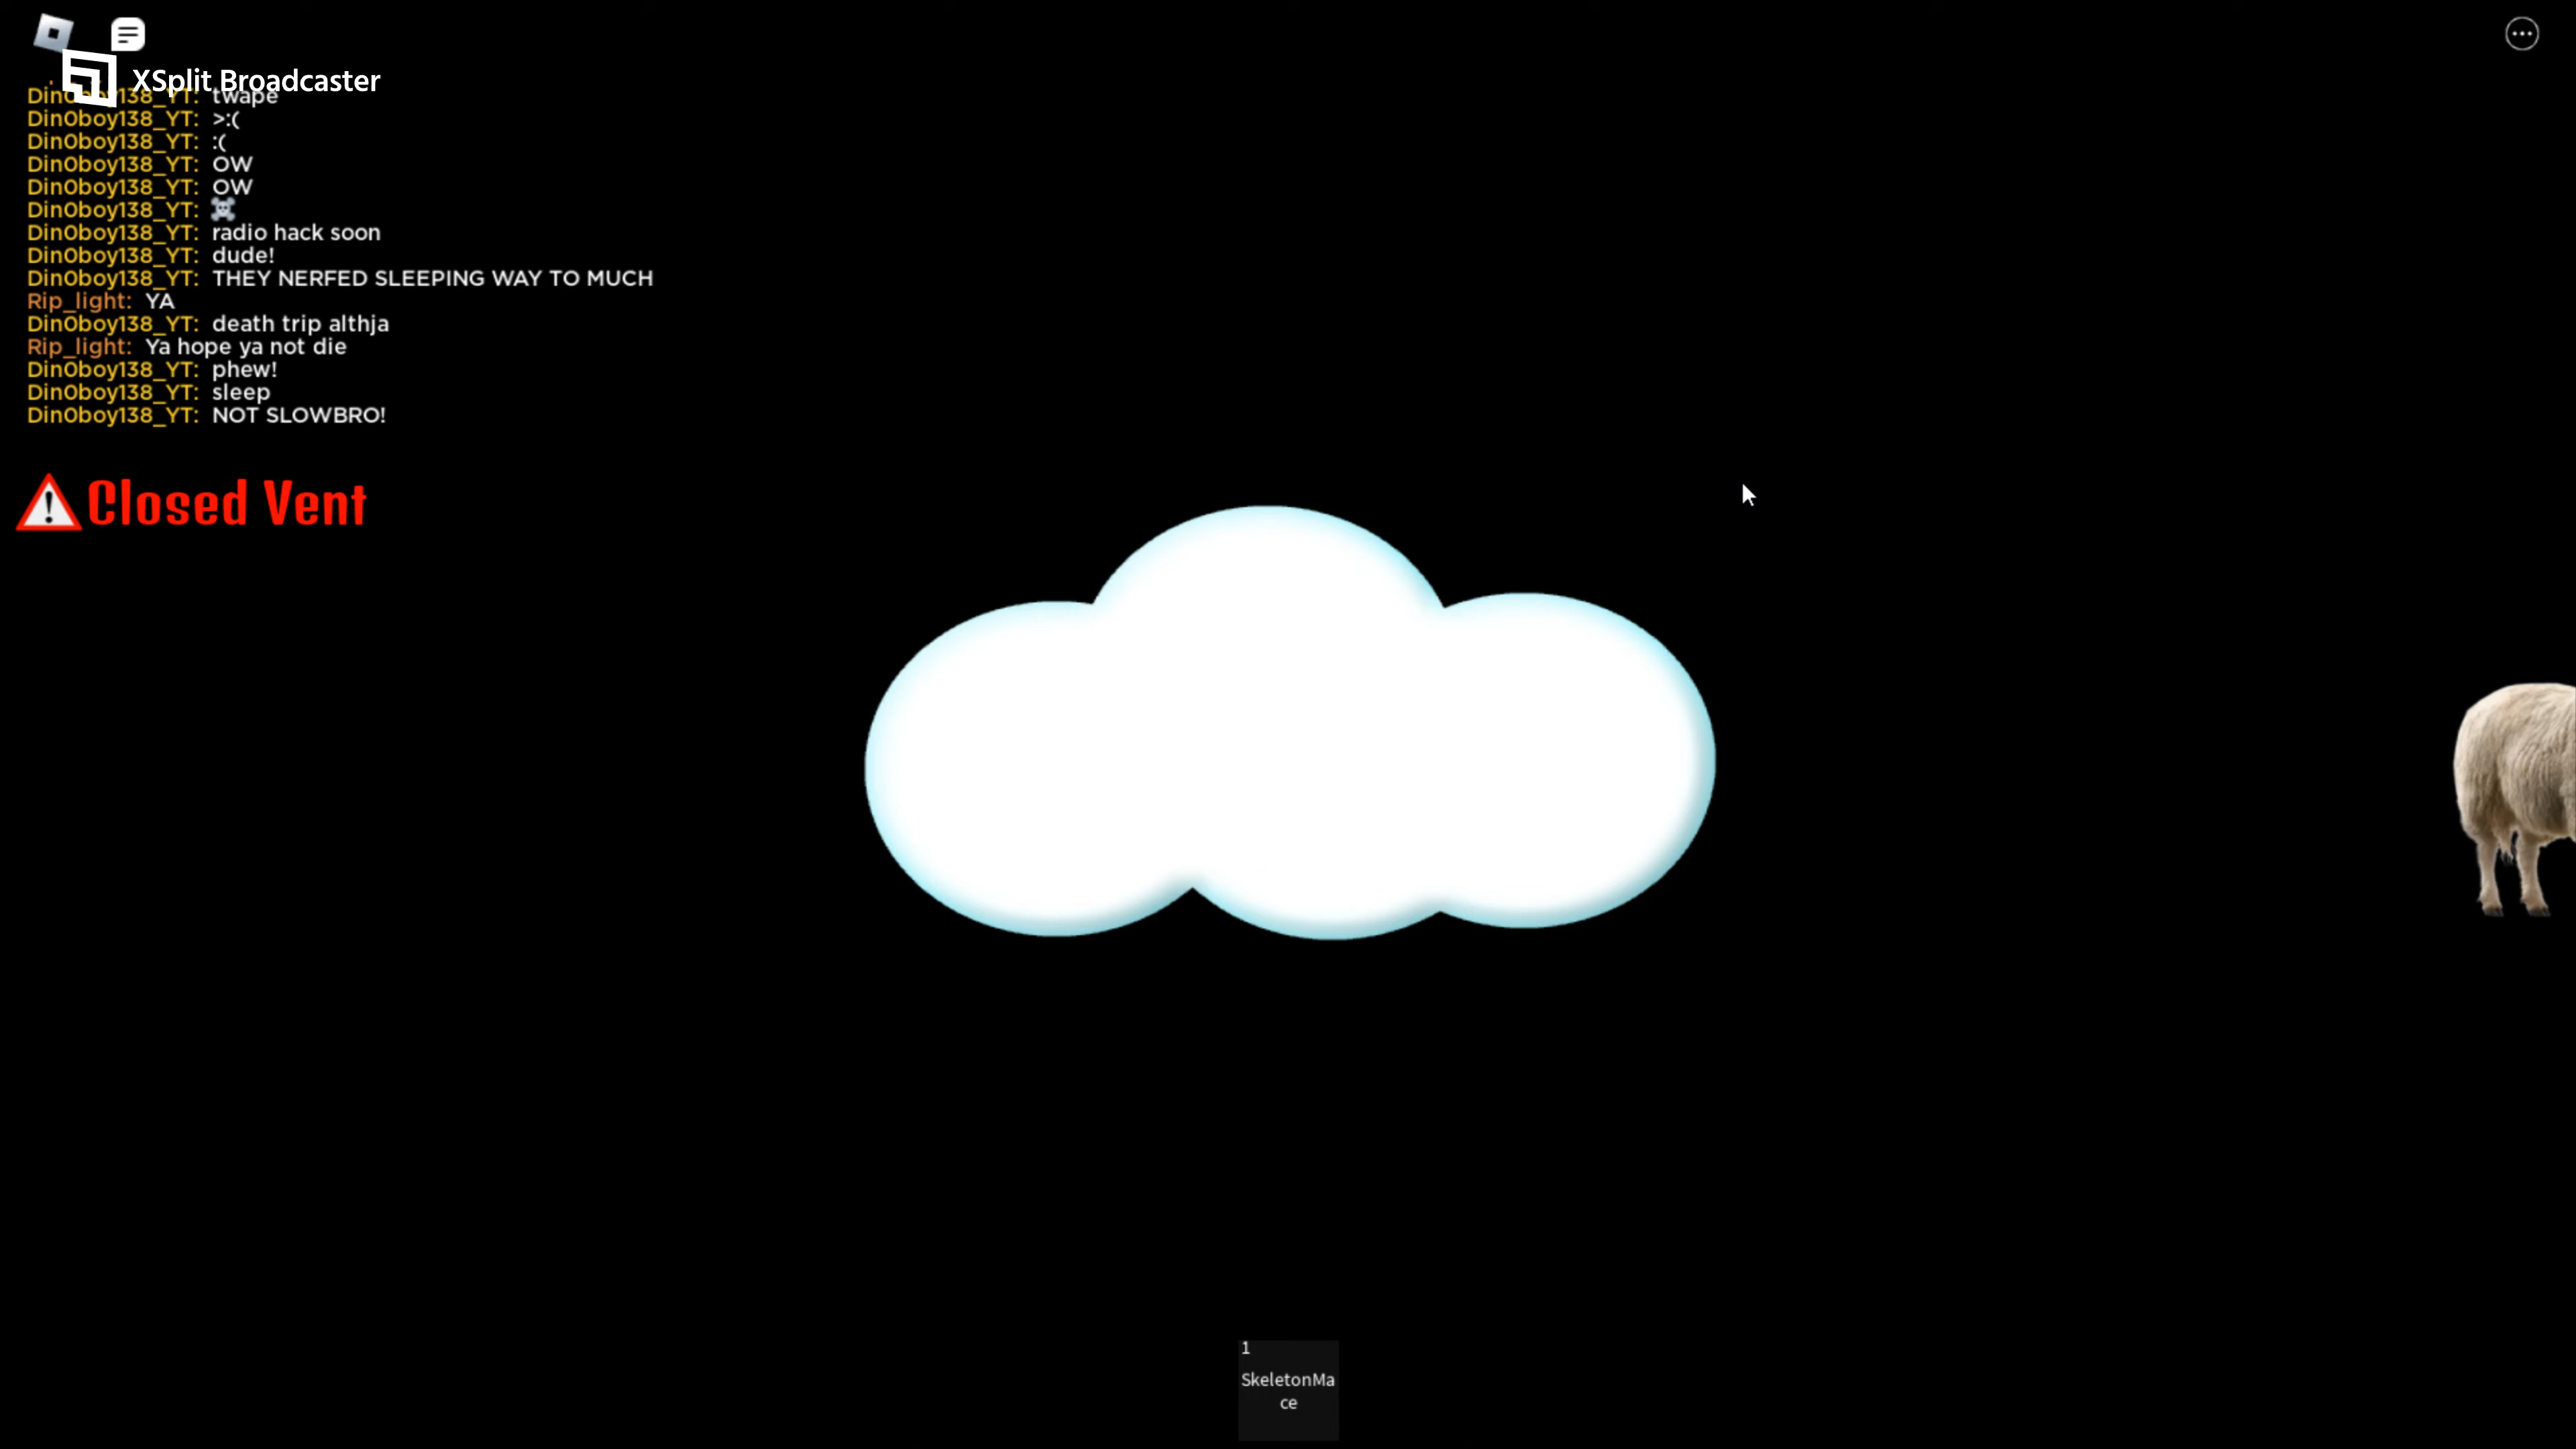 XSplit Broadcaster
Din0boy138_YT: twape
Din0boy138_YT: >:(
Din0boy138_YT: :(
Din0boy138_YT: OW
Din0boy138_YT: OW
Din0boy138_YT: ☠️
Din0boy138_YT: radio hack soon
Din0boy138_YT: dude!
Din0boy138_YT: THEY NERFED SLEEPING WAY TO MUCH
Rip_light: YA
Din0boy138_YT: death trip althja
Rip_light: Ya hope ya not die
Din0boy138_YT: phew!
Din0boy138_YT: sleep
Din0boy138_YT: NOT SLOWBRO!
Closed Vent
1
SkeletonMa
ce